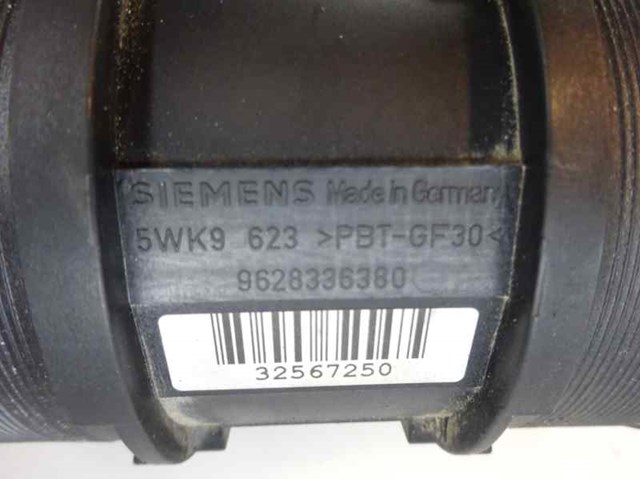 SIEMENS Made in Germany
5WK9 623 >PBT-GF30<
9628336380
32567250